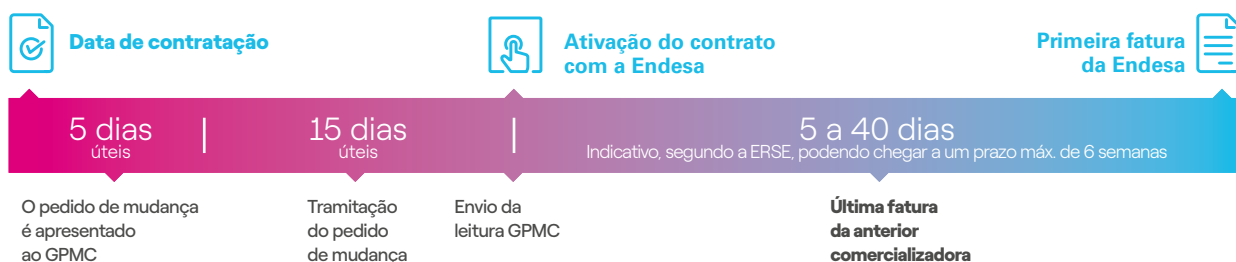 Data de contratação
Ativação do contrato
com a Endesa
Primeira fatura
da Endesa
5 dias
úteis
15 dias
úteis
5 a 40 dias
Indicativo, segundo a ERSE, podendo chegar a um prazo máx. de 6 semanas
O pedido de mudança
é apresentado
ao GPMC
Tramitação
do pedido
de mudança
Envio da
leitura GPMC
Última fatura
da anterior
comercializadora